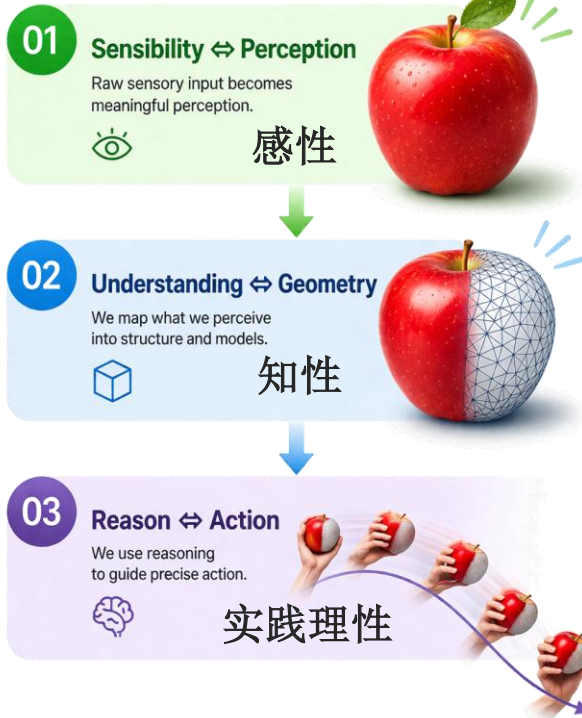 01
Sensibility ⇔ Perception
Raw sensory input becomes
meaningful perception.
感性
02
Understanding ⇔ Geometry
We map what we perceive
into structure and models.
知性
03
Reason ⇔ Action
We use reasoning
to guide precise action.
实践理性